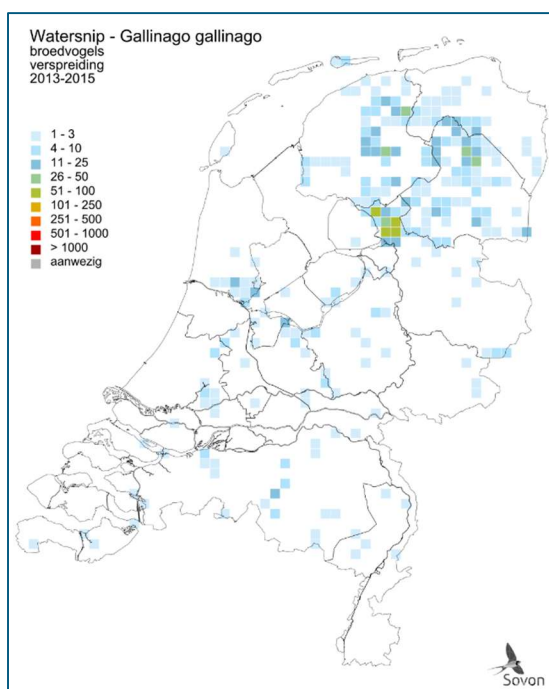 Watersnip - Gallinago gallinago
broedvogels
verspreiding
2013-2015
1 - 3
4 - 10
11 - 25
26 - 50
51 - 100
101 - 250
251 - 500
501 - 1000
> 1000
aanwezig
Sovon